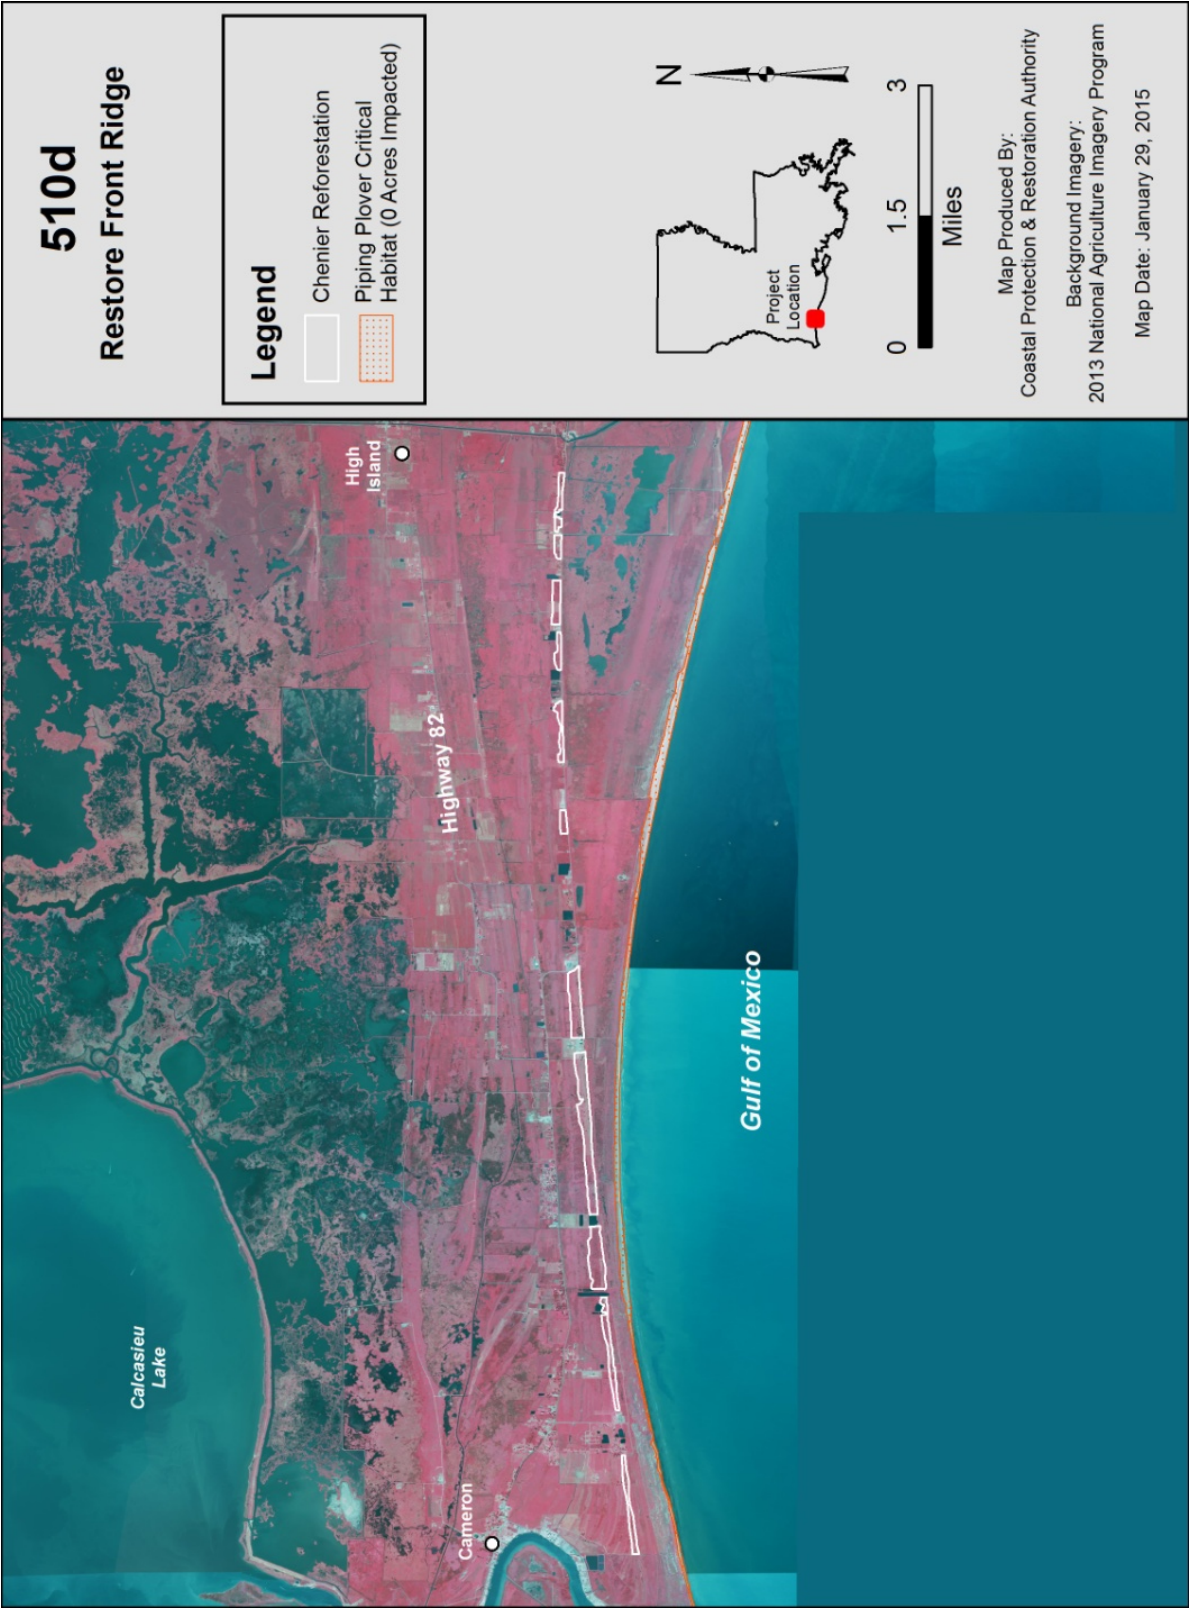 510d
Restore Front Ridge
Legend
Chenier Reforestation
Piping Plover Critical
Habitat (0 Acres Impacted)
N
Project
Location
0
1.5
3
Miles
Map Produced By:
Coastal Protection & Restoration Authority
Background Imagery:
2013 National Agriculture Imagery Program
Map Date: January 29, 2015
Calcasieu
Lake
Cameron
Highway 82
High
Island
Gulf of Mexico